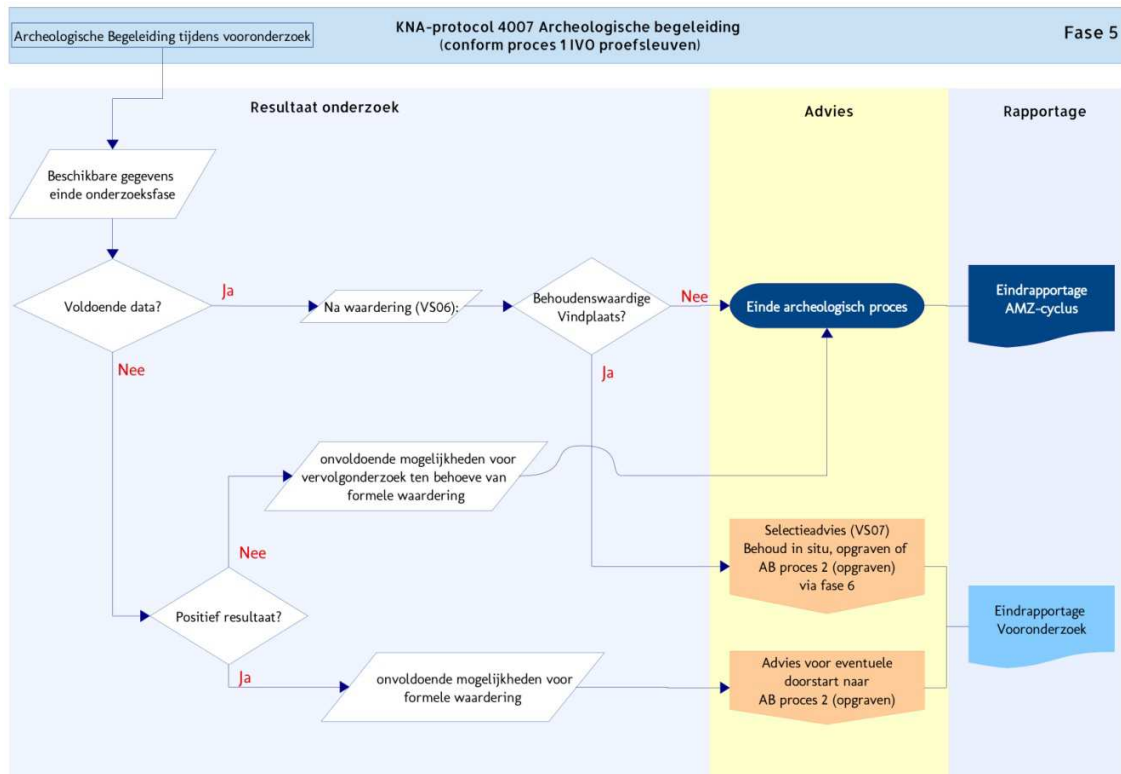 Archeologische Begeleiding tijdens vooronderzoek
KNA-protocol 4007 Archeologische begeleiding
(conform proces 1 IVO proefsleuven)
Fase 5
Resultaat onderzoek
Advies
Rapportage
Beschikbare gegevens
einde onderzoeksfase
Voldoende data?
Ja
Na waardering (VS06):
Behoudenswaardige
Vindplaats?
Nee
Einde archeologisch proces
Eindrapportage
AMZ-cyclus
Nee
Ja
onvoldoende mogelijkheden voor
vervolgonderzoek ten behoeve van
formele waardering
Selectieadvies (VS07)
Behoud in situ, opgraven of
AB proces 2 (opgraven)
via fase 6
Nee
Positief resultaat?
Eindrapportage
Vooronderzoek
Ja
onvoldoende mogelijkheden voor
formele waardering
Advies voor eventuele
doorstart naar
AB proces 2 (opgraven)